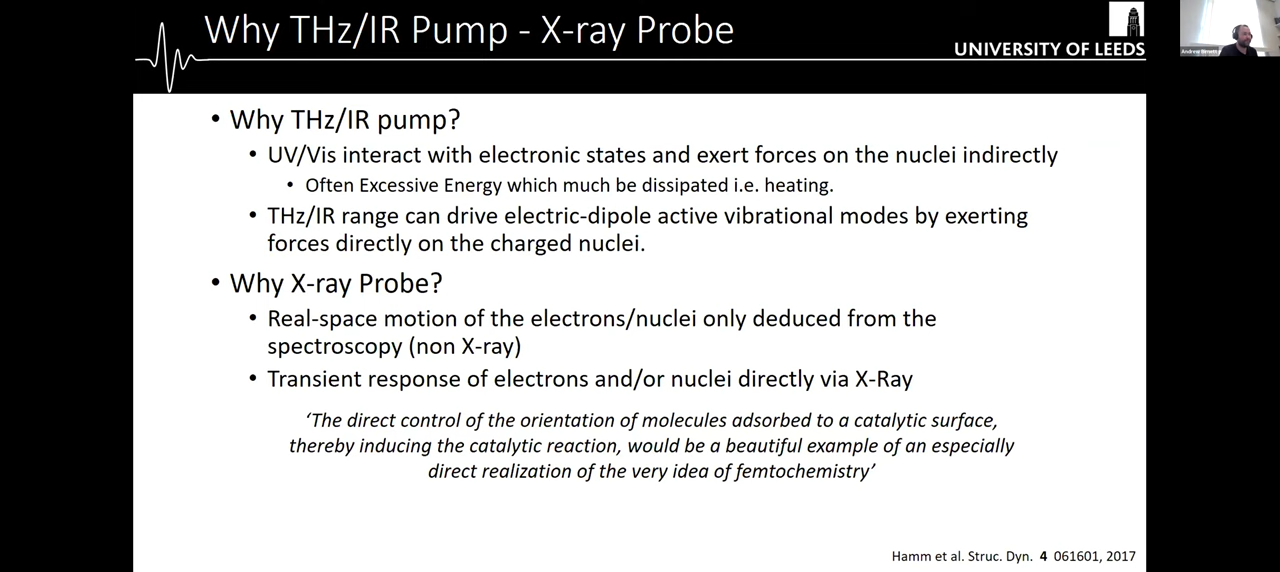 Why THz/IR Pump - X-ray Probe
UNIVERSITY OF LEEDS
• Why THz/IR pump?
• UV/Vis interact with electronic states and exert forces on the nuclei indirectly
• Often Excessive Energy which much be dissipated i.e. heating.
• THz/IR range can drive electric-dipole active vibrational modes by exerting
forces directly on the charged nuclei.
• Why X-ray Probe?
• Real-space motion of the electrons/nuclei only deduced from the
spectroscopy (non X-ray)
• Transient response of electrons and/or nuclei directly via X-Ray
‘The direct control of the orientation of molecules adsorbed to a catalytic surface,
thereby inducing the catalytic reaction, would be a beautiful example of an especially
direct realization of the very idea of femtochemistry’
Hamm et al. Struc. Dyn. 4 061601, 2017